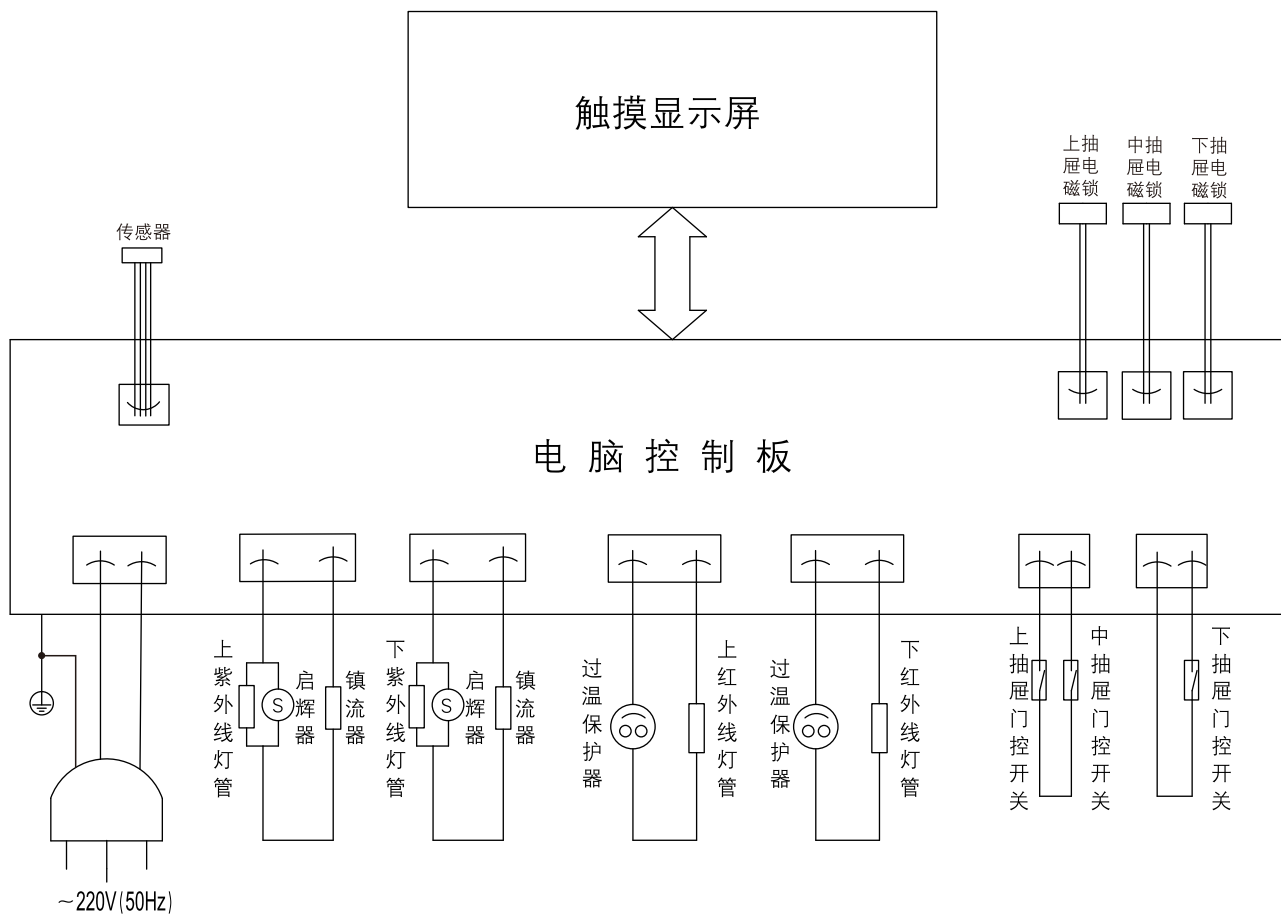 触摸显示屏
上抽
屉电
磁锁
中抽
屉电
磁锁
下抽
屉电
磁锁
传感器
电脑控制板
上紫外线灯管
启辉器
S
镇流器
下紫外线灯管
启辉器
S
镇流器
过温保护器
上红外线灯管
过温保护器
下红外线灯管
上抽屉门控开关
中抽屉门控开关
下抽屉门控开关
~220V(50Hz)